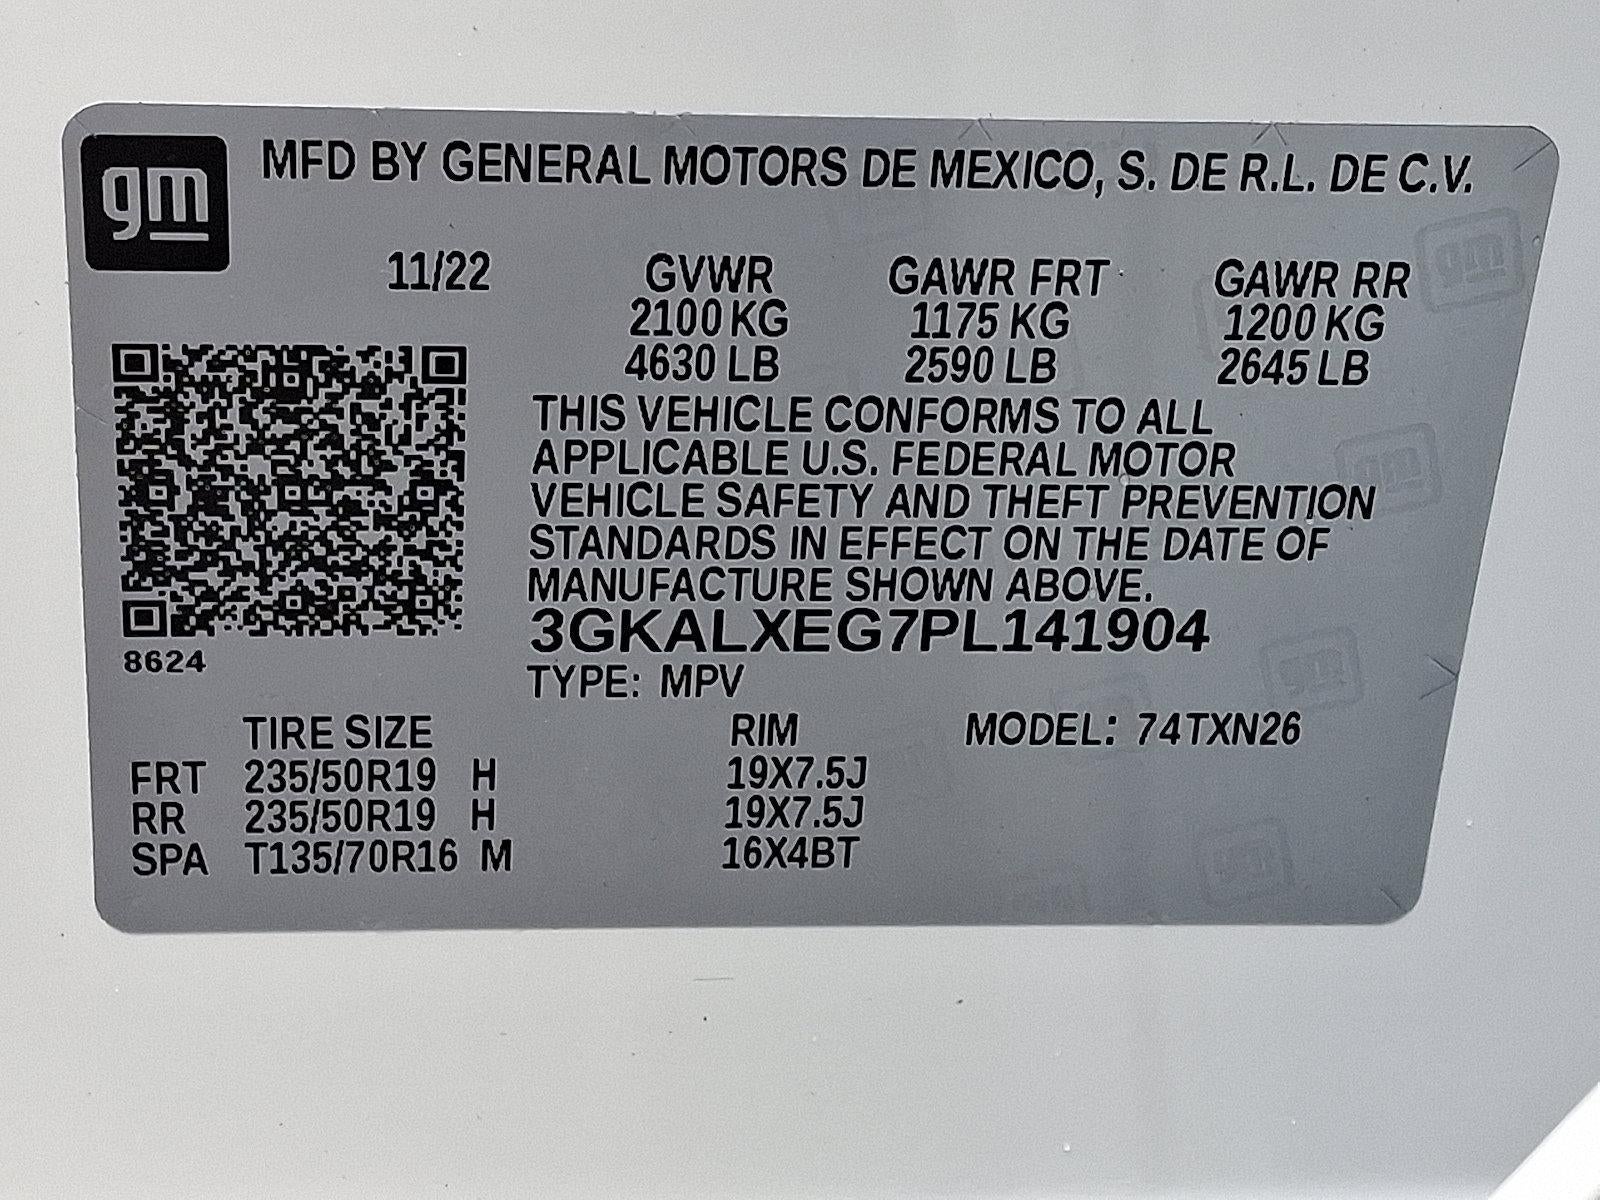 gm
MFD BY GENERAL MOTORS DE MEXICO, S. DE R.L. DE C.V.
11/22 GVWR GAWR FRT GAWR RR
2100 KG 1175 KG 1200 KG
4630 LB 2590 LB 2645 LB
THIS VEHICLE CONFORMS TO ALL
APPLICABLE U.S. FEDERAL MOTOR
VEHICLE SAFETY AND THEFT PREVENTION
STANDARDS IN EFFECT ON THE DATE OF
MANUFACTURE SHOWN ABOVE.
3GKALXEG7PL141904
8624
TYPE: MPV
TIRE SIZE RIM MODEL: 74TXN26
FRT 235/50R19 H 19X7.5J
RR 235/50R19 H 19X7.5J
SPA T135/70R16 M 16X4BT